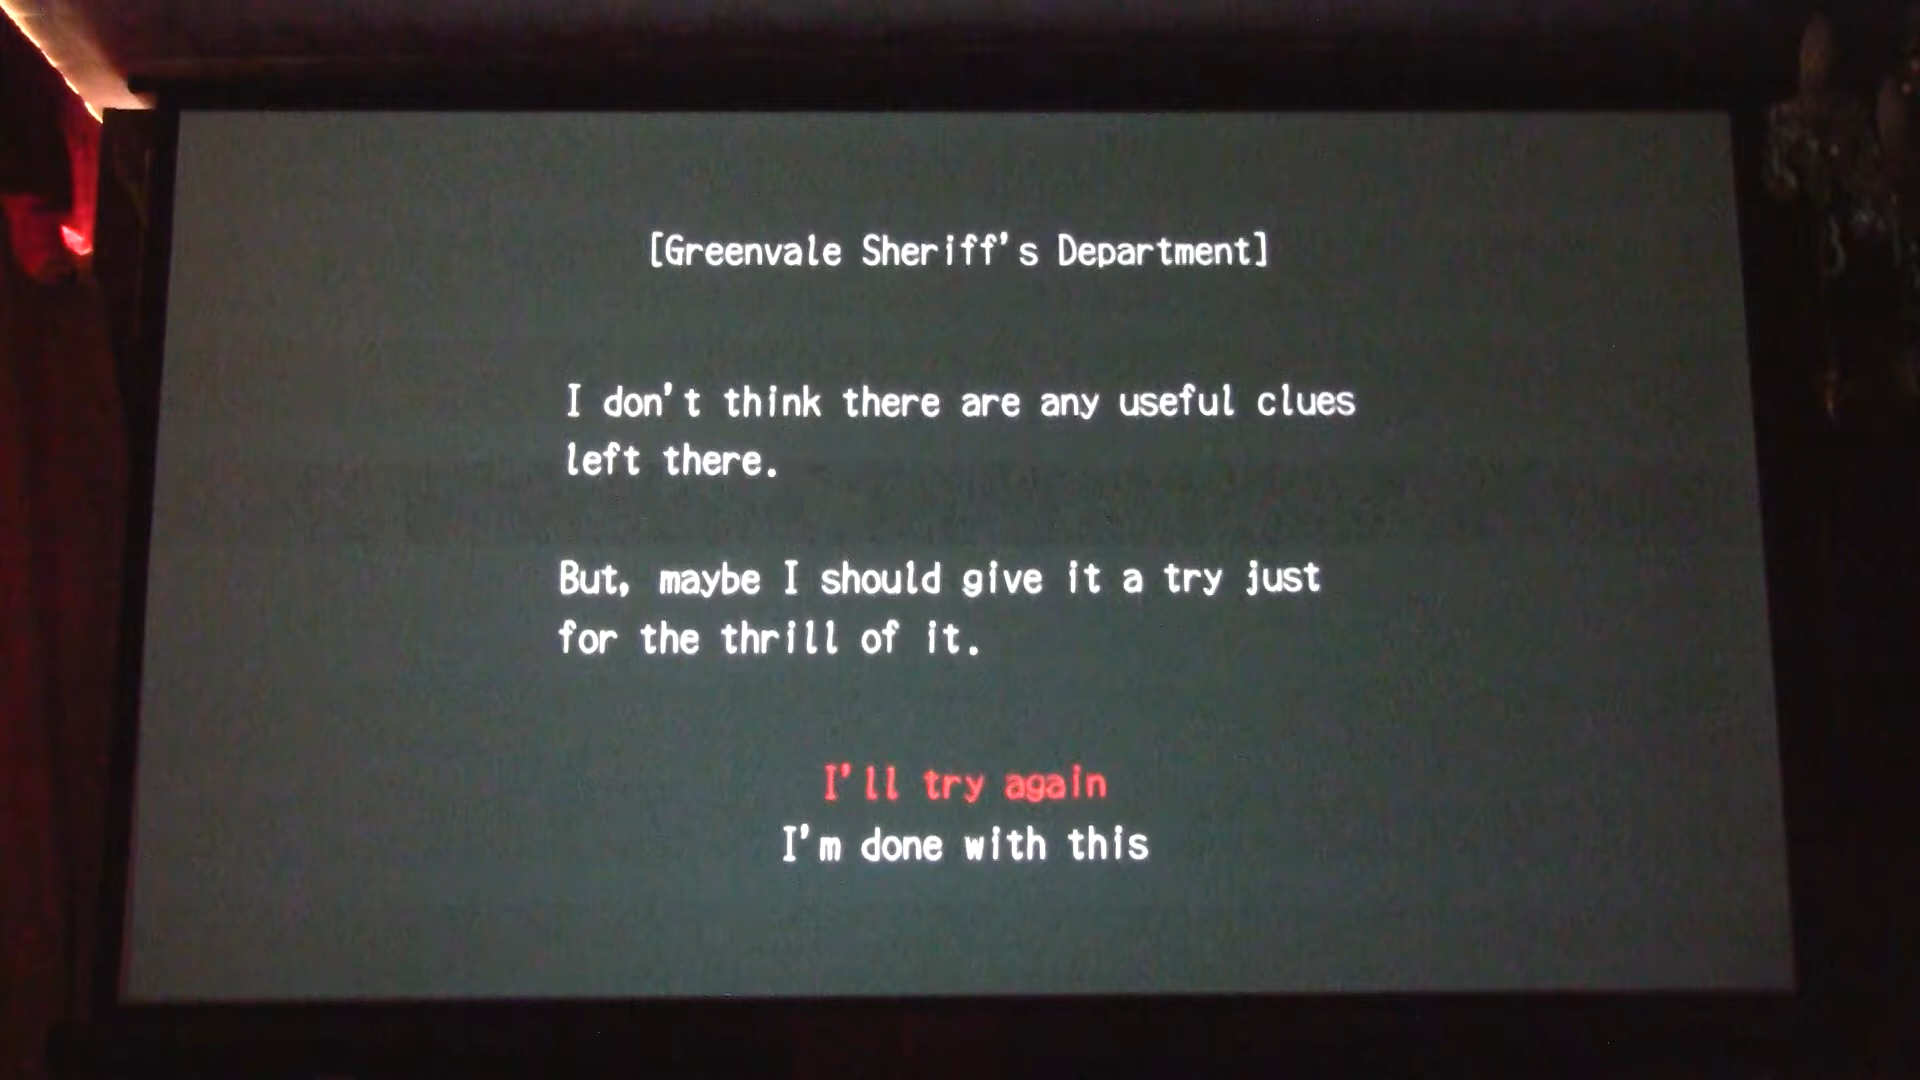 [Greenvale Sheriff's Department]
I don't think there are any useful clues
left there.
But, maybe I should give it a try just
for the thrill of it.
I'll try again
I'm done with this